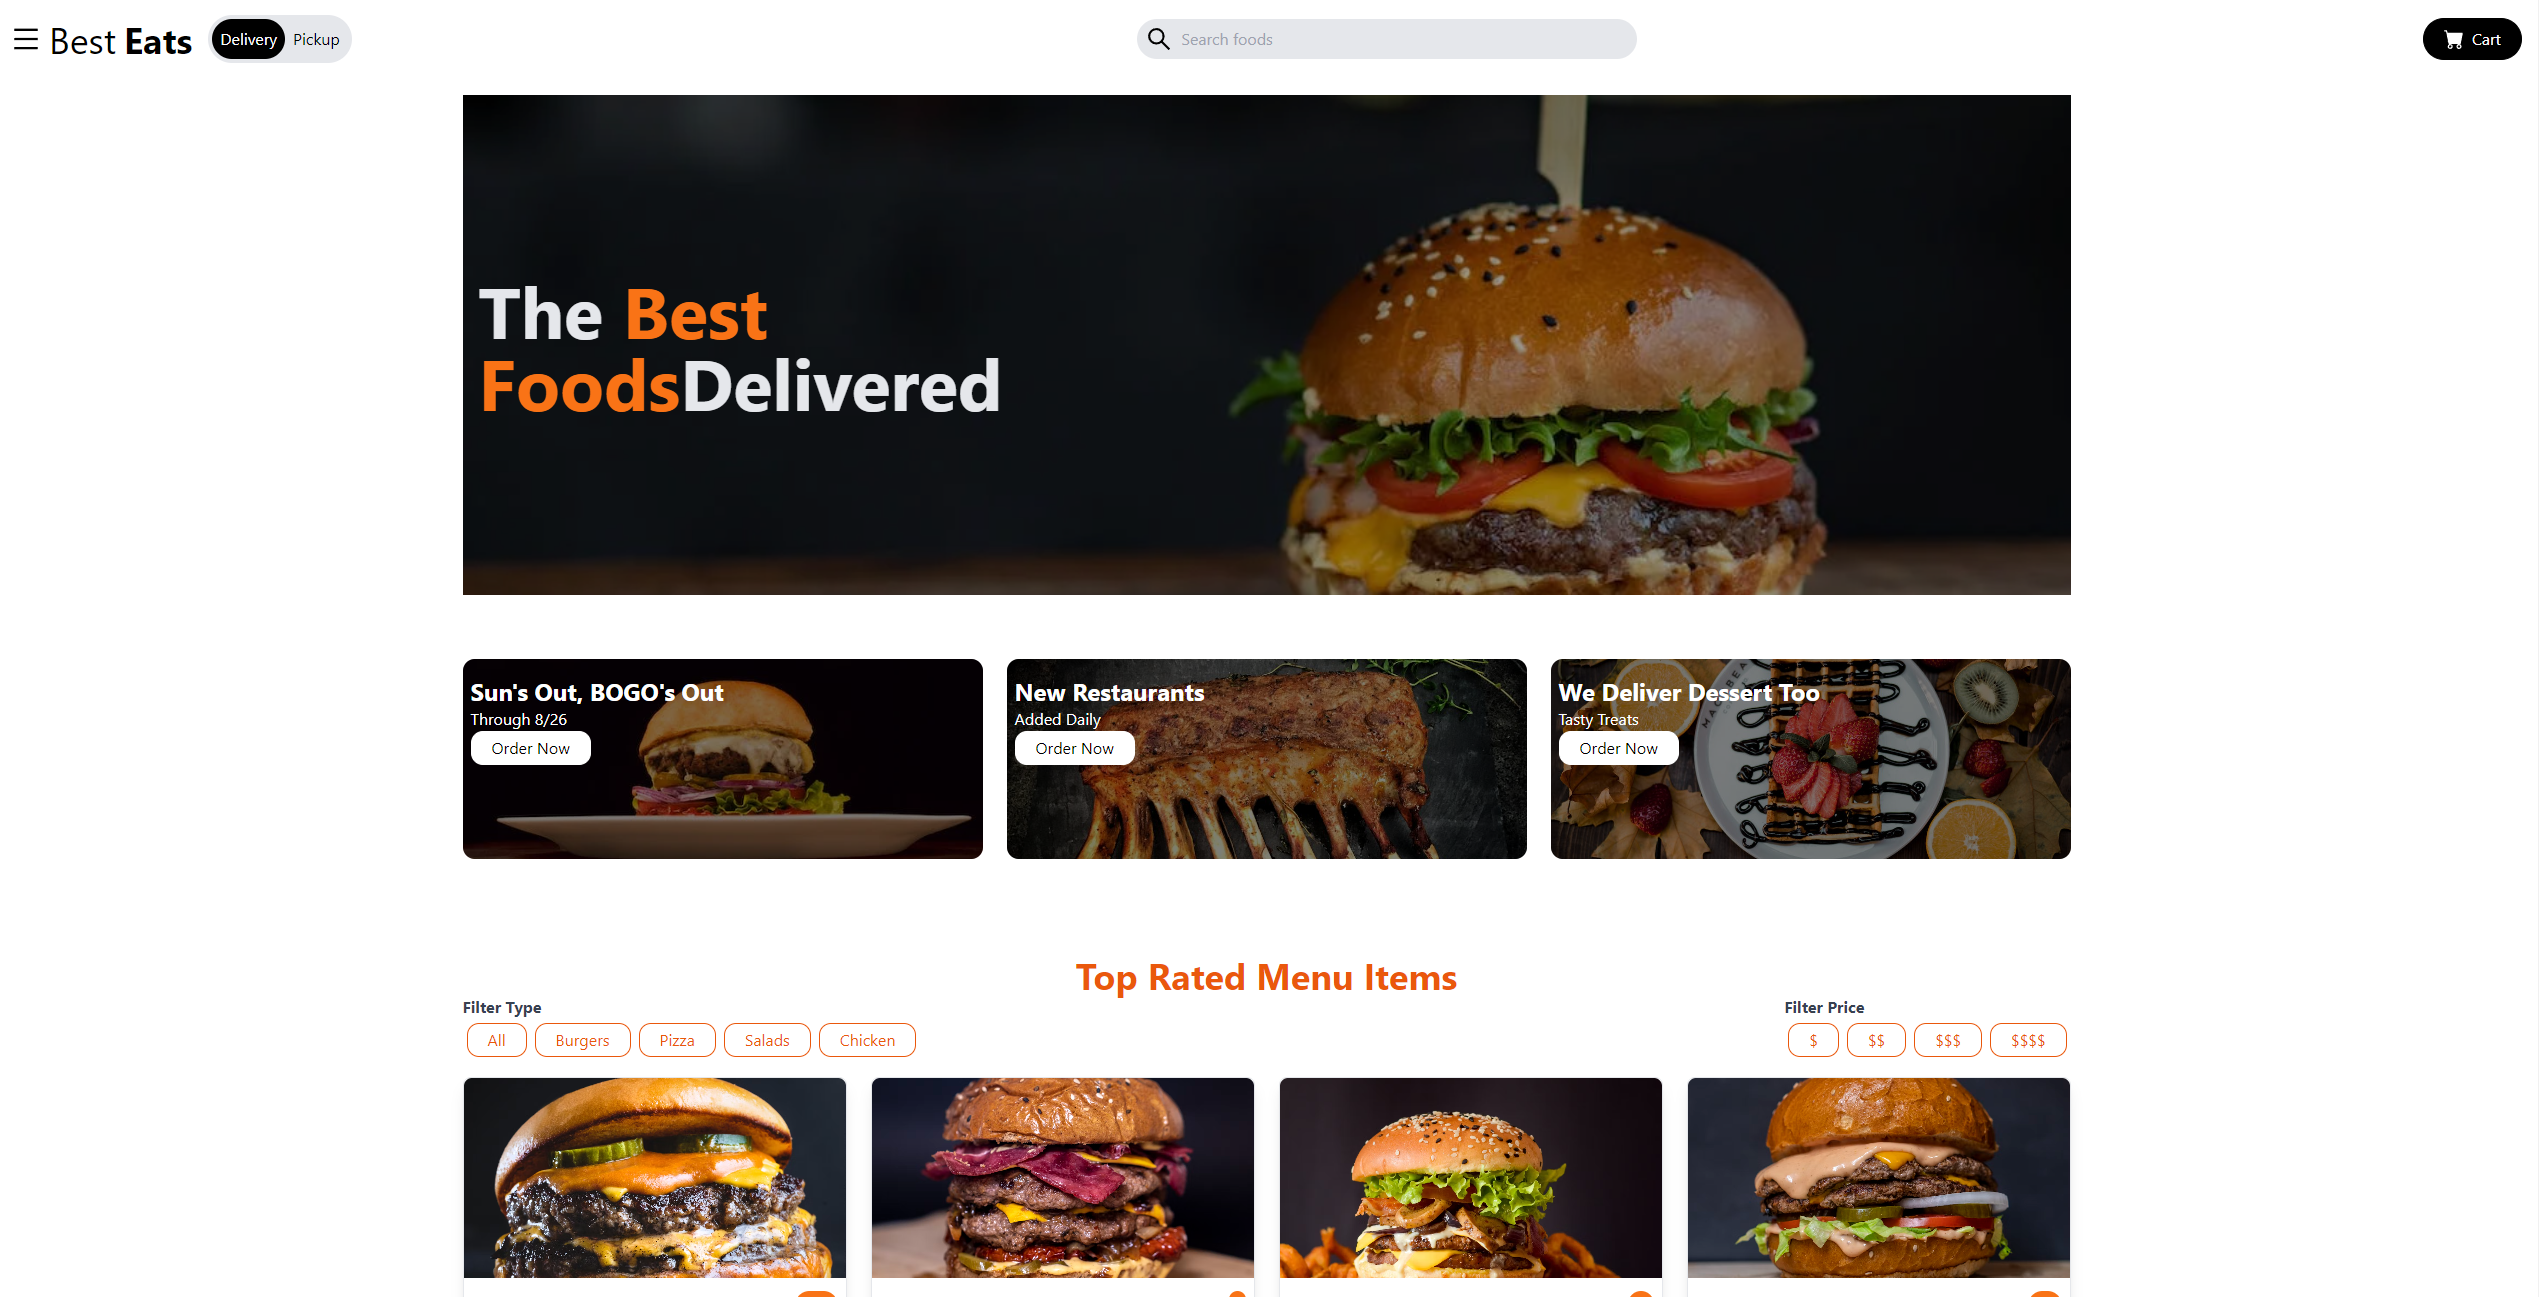 Best Eats
Delivery Pickup
Search foods
Cart
The Best
FoodsDelivered
Sun's Out, BOGO's Out
Through 8/26
Order Now
New Restaurants
Added Daily
Order Now
We Deliver Dessert Too
Tasty Treats
Order Now
Top Rated Menu Items
Filter Type
All Burgers Pizza Salads Chicken
Filter Price
$ $$ $$$ $$$$